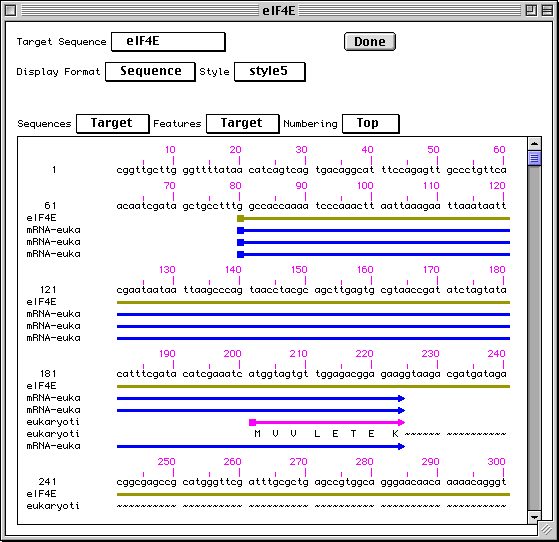 eIF4E
Target Sequence eIF4E Done
Display Format Sequence Style style5
Sequences Target Features Target Numbering Top
10 20 30 40 50 60
1 cggttgcttg ggttttataa catcagtcag tgacaggcat ttccagagtt gccctgttca
70 80 90 100 110 120
61 acaatcgata gctgcctttg gccaccaaaa tcccaaactt aattaaagaa ttaaataatt
eIF4E
mRNA-euka
mRNA-euka
mRNA-euka
130 140 150 160 170 180
121 cgaataataa ttaagcccag taacctacgc agcttgagtg cgtaaccgat atctagtata
eIF4E
mRNA-euka
mRNA-euka
mRNA-euka
190 200 210 220 230 240
181 catttcgata cacgaaatc atggtagtgt tggagacgga gaaggtaaga cgatgataga
eIF4E
mRNA-euka
mRNA-euka
eukaryoti
eukaryoti M V V L E T E K~~~~~~ ~~~~~~~~~~
mRNA-euka
250 260 270 280 290 300
241 cggcgagccg catgggttcg atttgcgctg agccgtggca gggaacaaca aaaacagggt
eIF4E
eukaryoti ~~~~~~~~~~ ~~~~~~~~~~ ~~~~~~~~~~ ~~~~~~~~~~ ~~~~~~~~~~ ~~~~~~~~~~